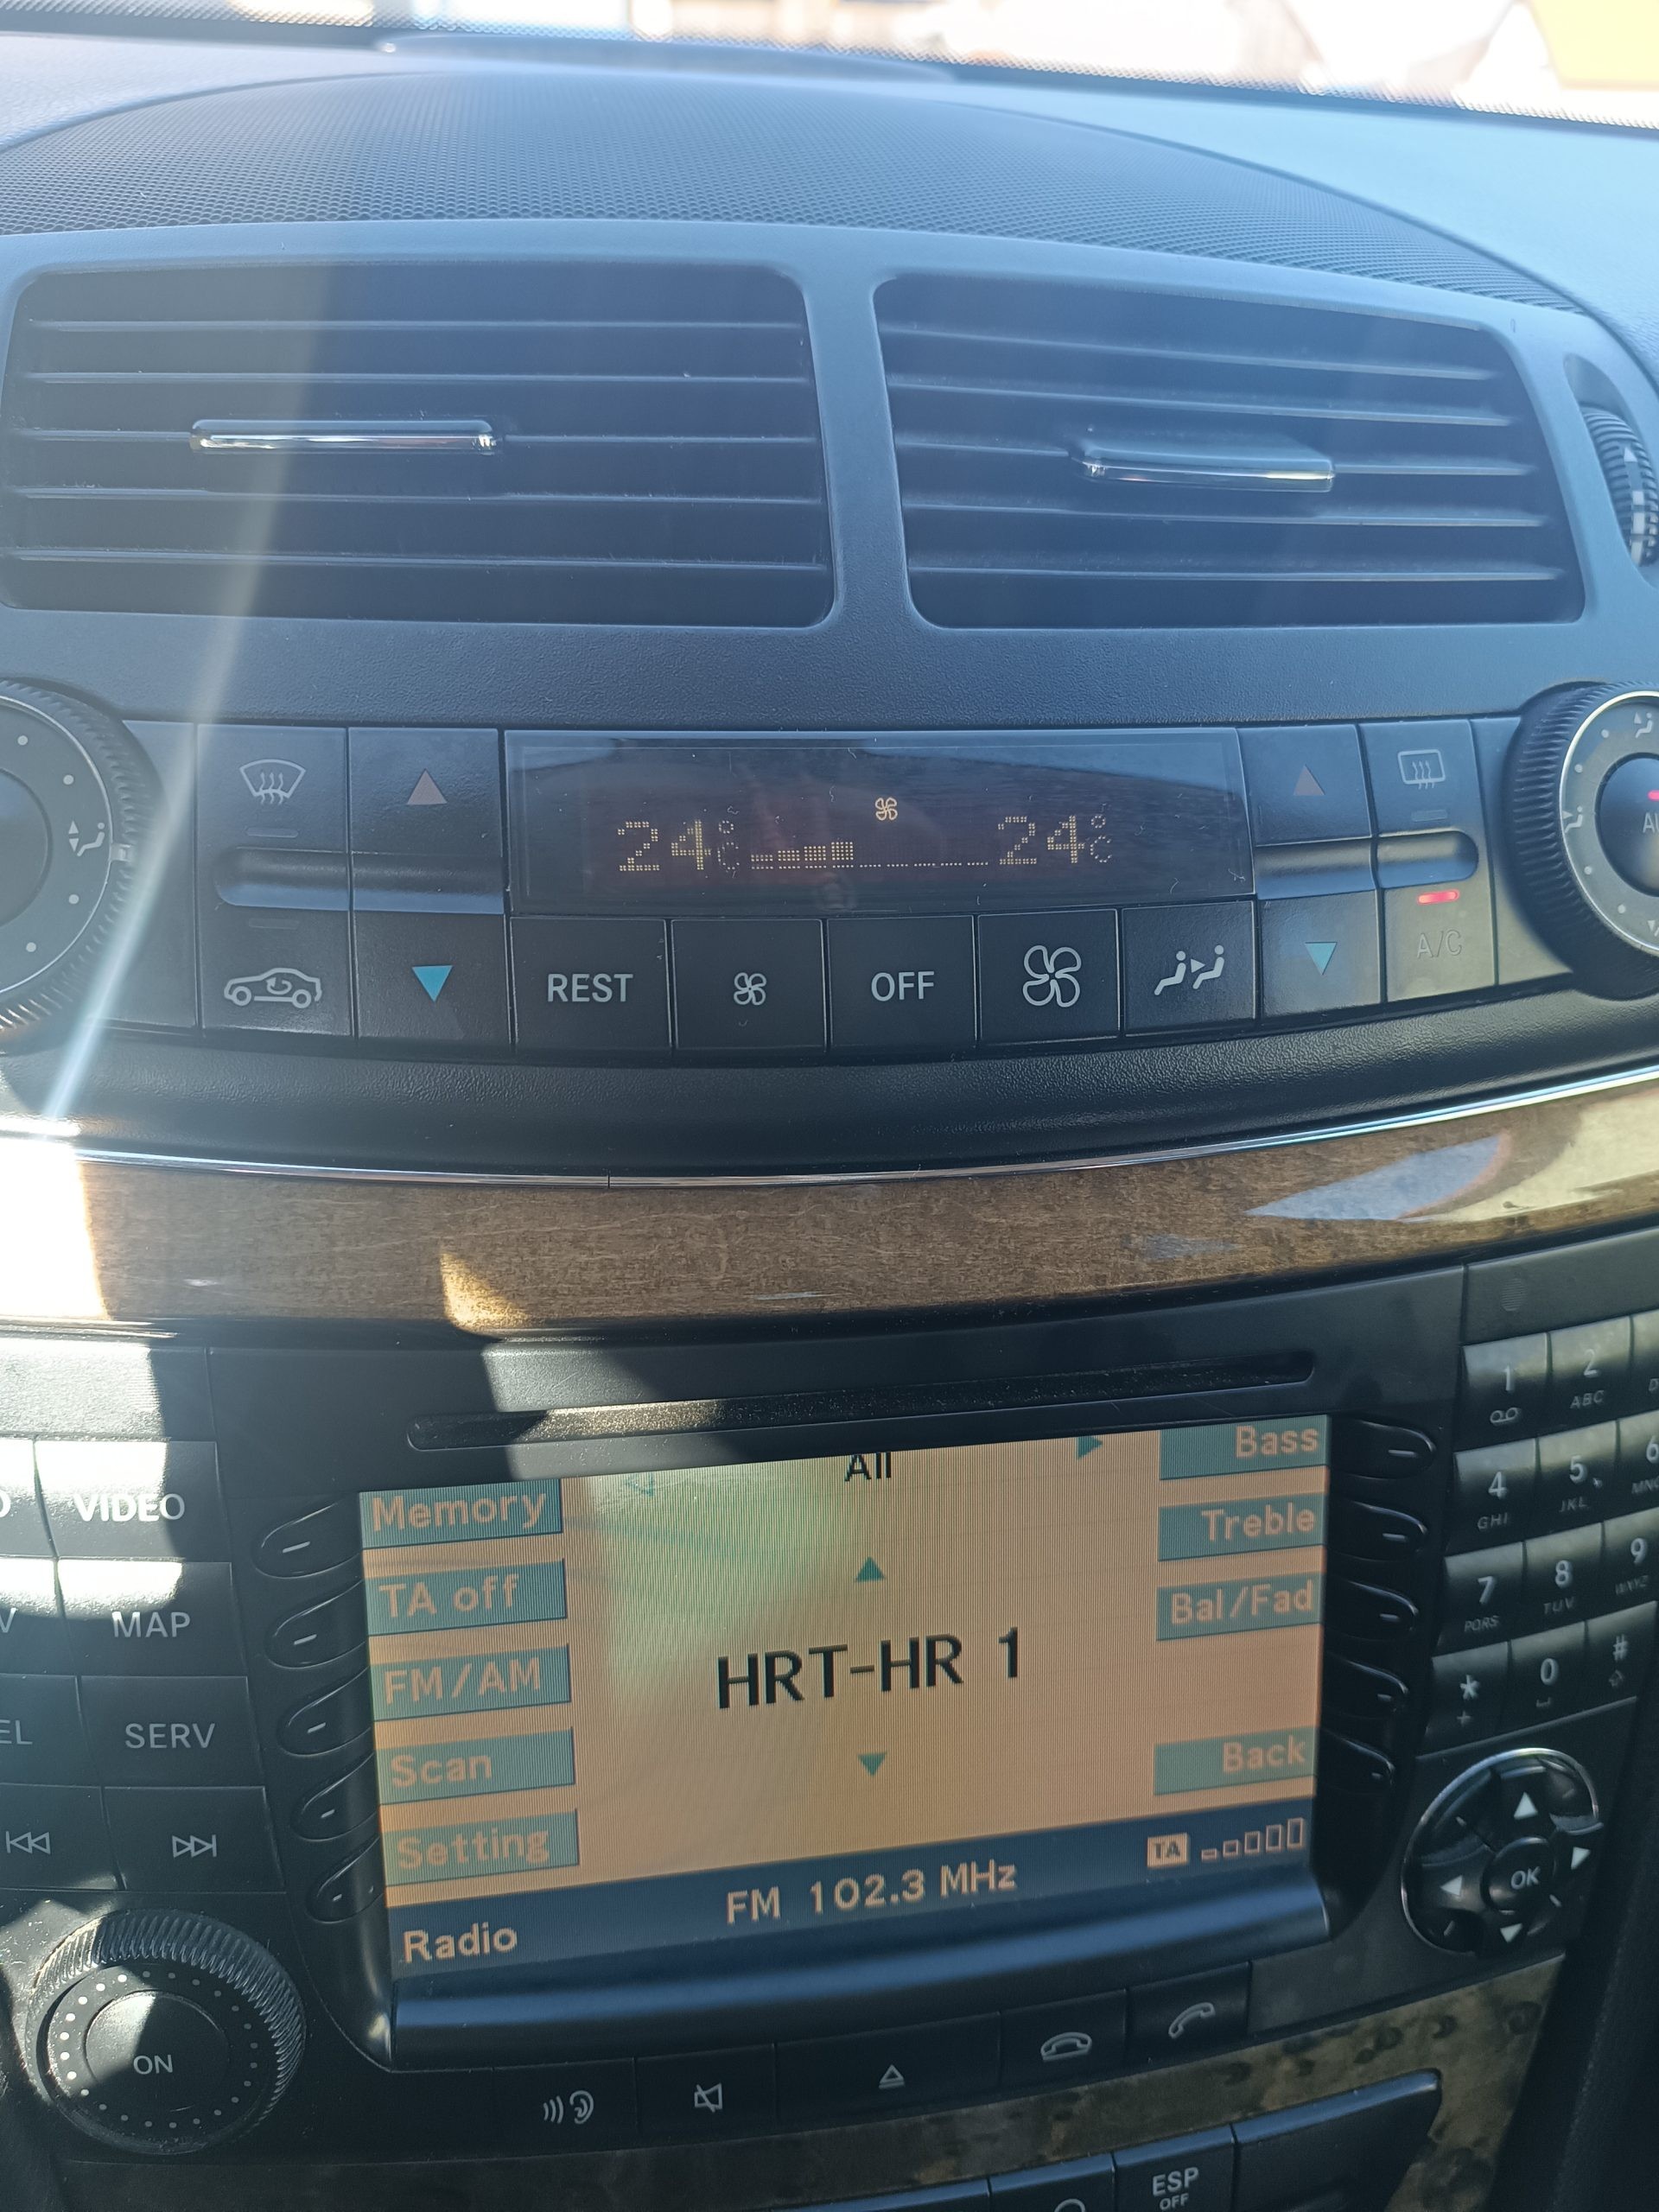 24°C 24°C
REST OFF
A/C
All
Memory Bass
TA off Treble
FM/AM Bal/Fad
HRT-HR 1
Scan Back
Setting
TA
FM 102.3 MHz
Radio
VIDEO
MAP
SERV
ON
1 2
ABC
4 5 6
GHI JKL
7 8 9
PQRS TUV WXYZ
* 0 #
+
OK
ESP
OFF